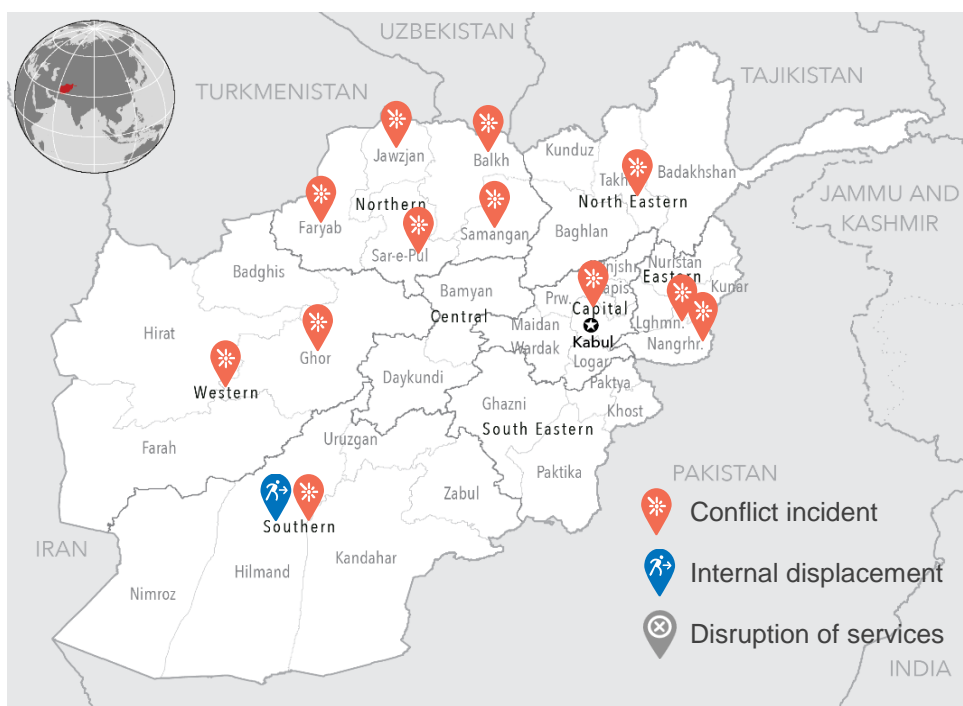 UZBEKISTAN
TAJIKISTAN
TURKMENISTAN
Jawzjan
Balkh
Kunduz
Takh
Badakhshan
JAMMU AND
KASHMIR
Northern
North Eastern
Faryab
Samangan
Baghlan
Sar-e-Pul
Nuristan
Eastern
Badghis
njshr.
Kunar
Bamyan
Prw.
apis.
Capital
Central
Hirat
Maidan
Wardak
Lghmn.
Kabul
Nangrhr.
Ghor
Logar
Western
Daykundi
Paktya
Ghazni
Khost
South Eastern
Uruzgan
Farah
Paktika
PAKISTAN
Zabul
Conflict incident
Southern
IRAN
Kandahar
Hilmand
Internal displacement
Nimroz
Disruption of services
INDIA